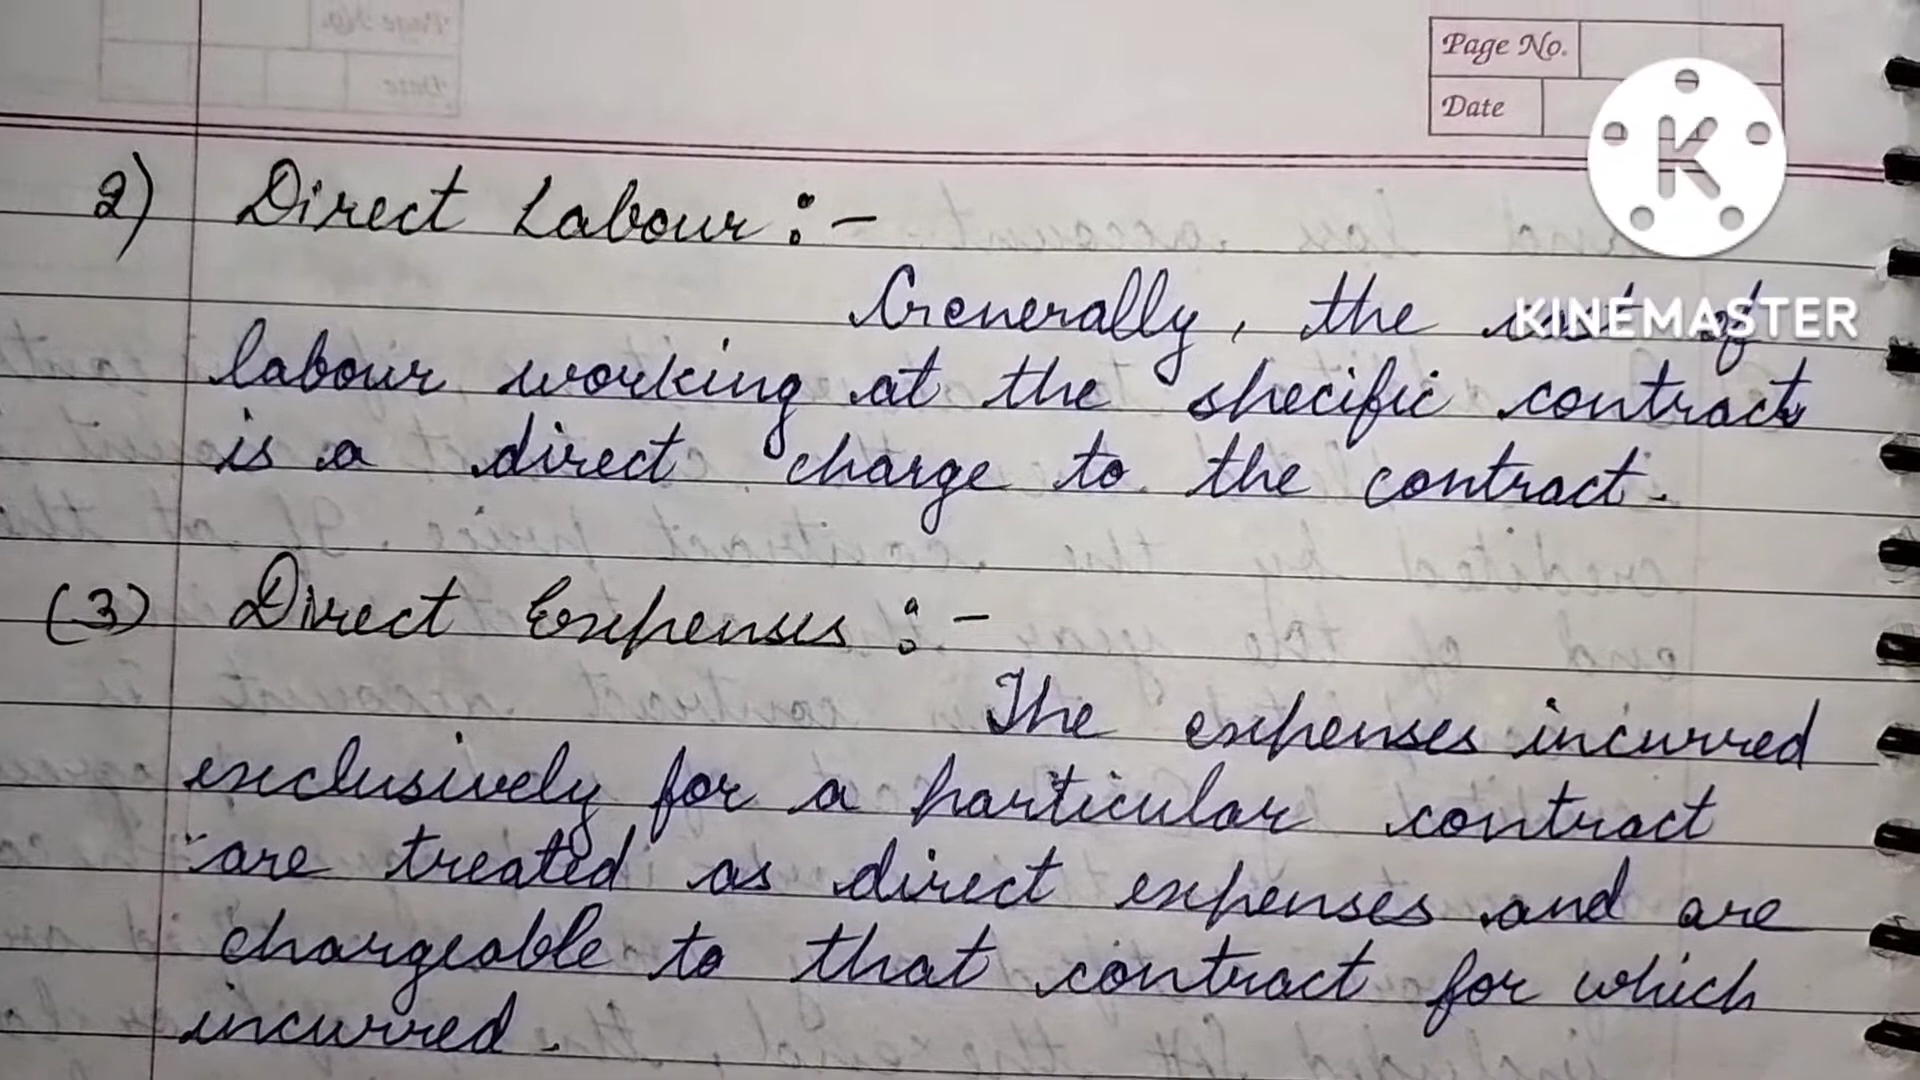 Page No.
Date
K
KINEMASTER
2) Direct Labour :-
Generally, the cost of
labour working at the specific contract
is a direct charge to the contract.
(3) Direct Expenses :-
The expenses incurred
exclusively for a particular contract
are treated as direct expenses and are
chargeable to that contract for which
incurred.